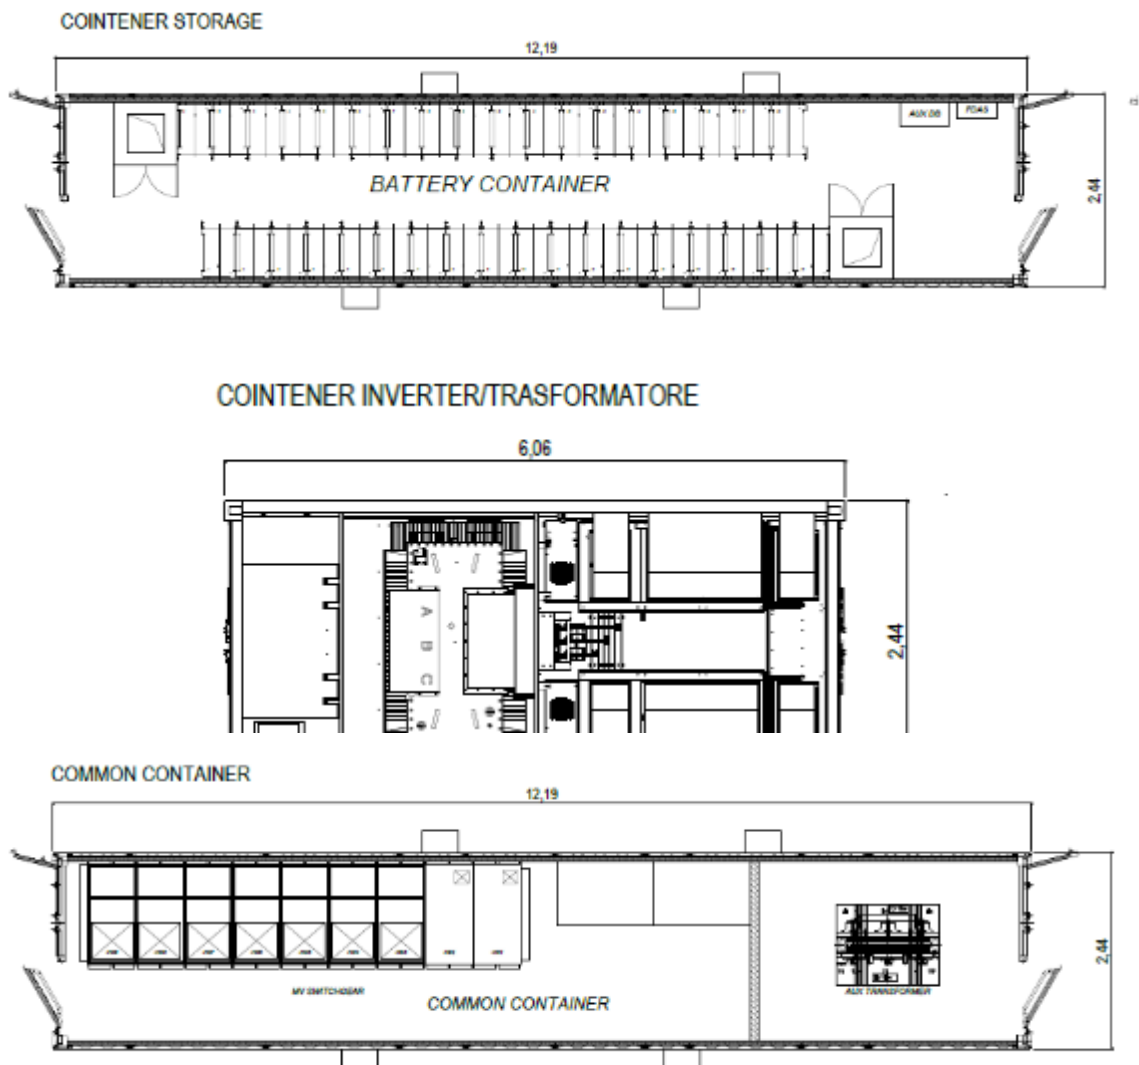 COINTENER STORAGE
12,19
AUX DB
FDAS
BATTERY CONTAINER
2,44
COINTENER INVERTER/TRASFORMATORE
6,06
A
B
C
2,44
COMMON CONTAINER
12,19
MV SWITCHGEAR
COMMON CONTAINER
AUX TRANSFORMER
2,44